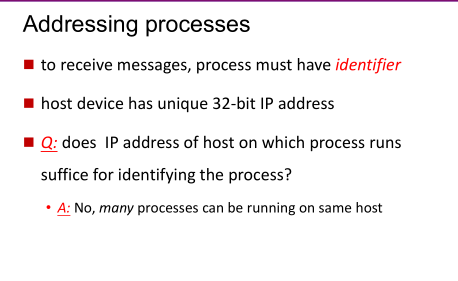 Addressing processes
to receive messages, process must have identifier
host device has unique 32-bit IP address
Q: does IP address of host on which process runs
suffice for identifying the process?
A: No, many processes can be running on same host